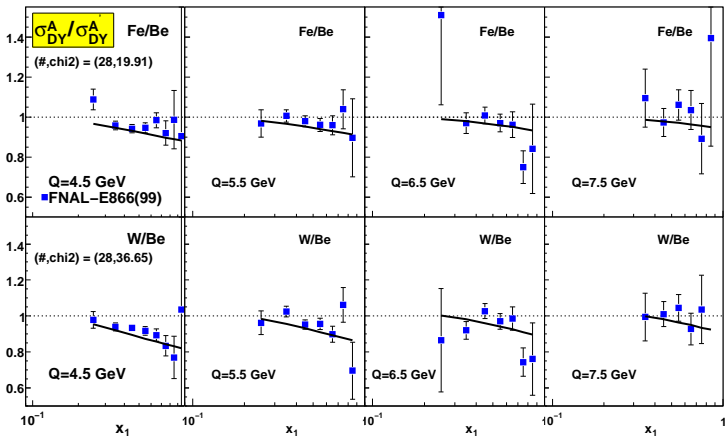 σ^A_DY/σ^A'_DY Fe/Be Fe/Be Fe/Be Fe/Be
(#,chi2) = (28,19.91)
1.4
1.2
1
0.8
0.6
Q=4.5 GeV Q=5.5 GeV Q=6.5 GeV Q=7.5 GeV
FNAL−E866(99)
W/Be W/Be W/Be W/Be
(#,chi2) = (28,36.65)
1.4
1.2
1
0.8
0.6
Q=4.5 GeV Q=5.5 GeV Q=6.5 GeV Q=7.5 GeV
10^−1 10^−1 10^−1 10^−1 1
x1 x1 x1 x1